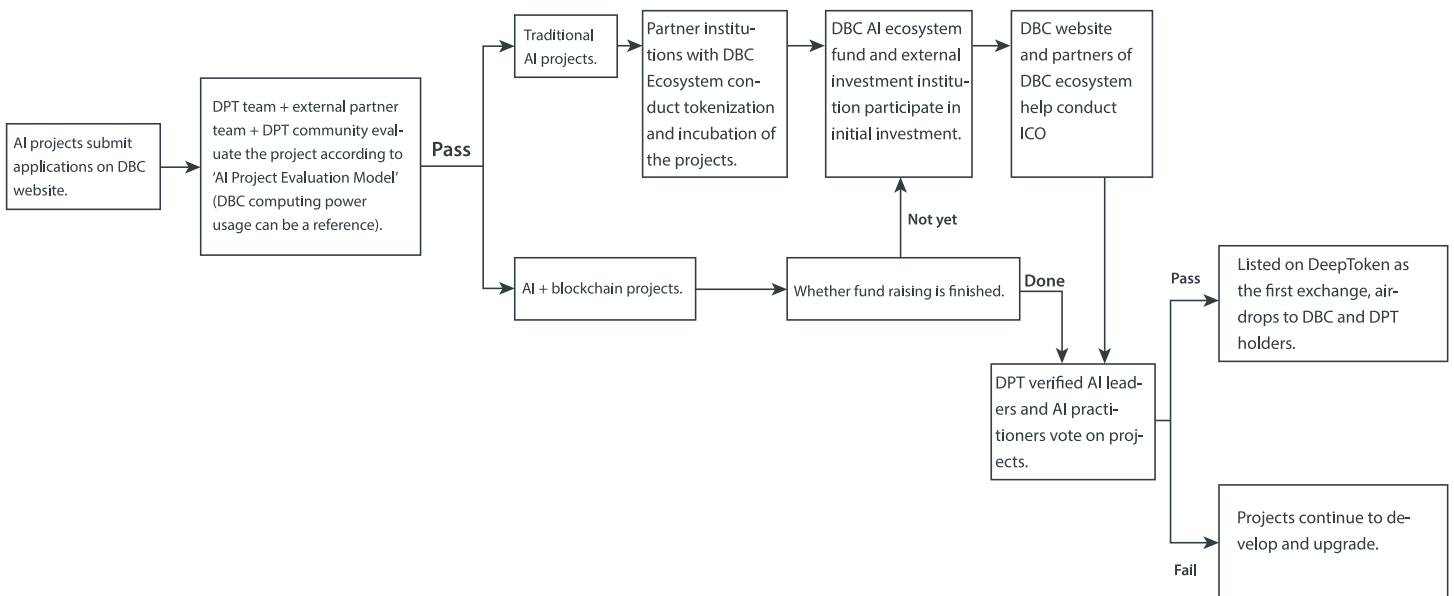 AI projects submit
applications on DBC
website.
DPT team + external partner
team + DPT community eval-
uate the project according to
‘AI Project Evaluation Model’
(DBC computing power
usage can be a reference).
Pass
Traditional
AI projects.
Partner institu-
tions with DBC
Ecosystem con-
duct tokenization
and incubation of
the projects.
DBC AI ecosystem
fund and external
investment institu-
tion participate in
initial investment.
DBC website
and partners of
DBC ecosystem
help conduct
ICO
Not yet
AI + blockchain projects.
Whether fund raising is finished.
Done
DPT verified AI lead-
ers and AI practi-
tioners vote on proj-
ects.
Pass
Listed on DeepToken as
the first exchange, air-
drops to DBC and DPT
holders.
Projects continue to de-
velop and upgrade.
Fail